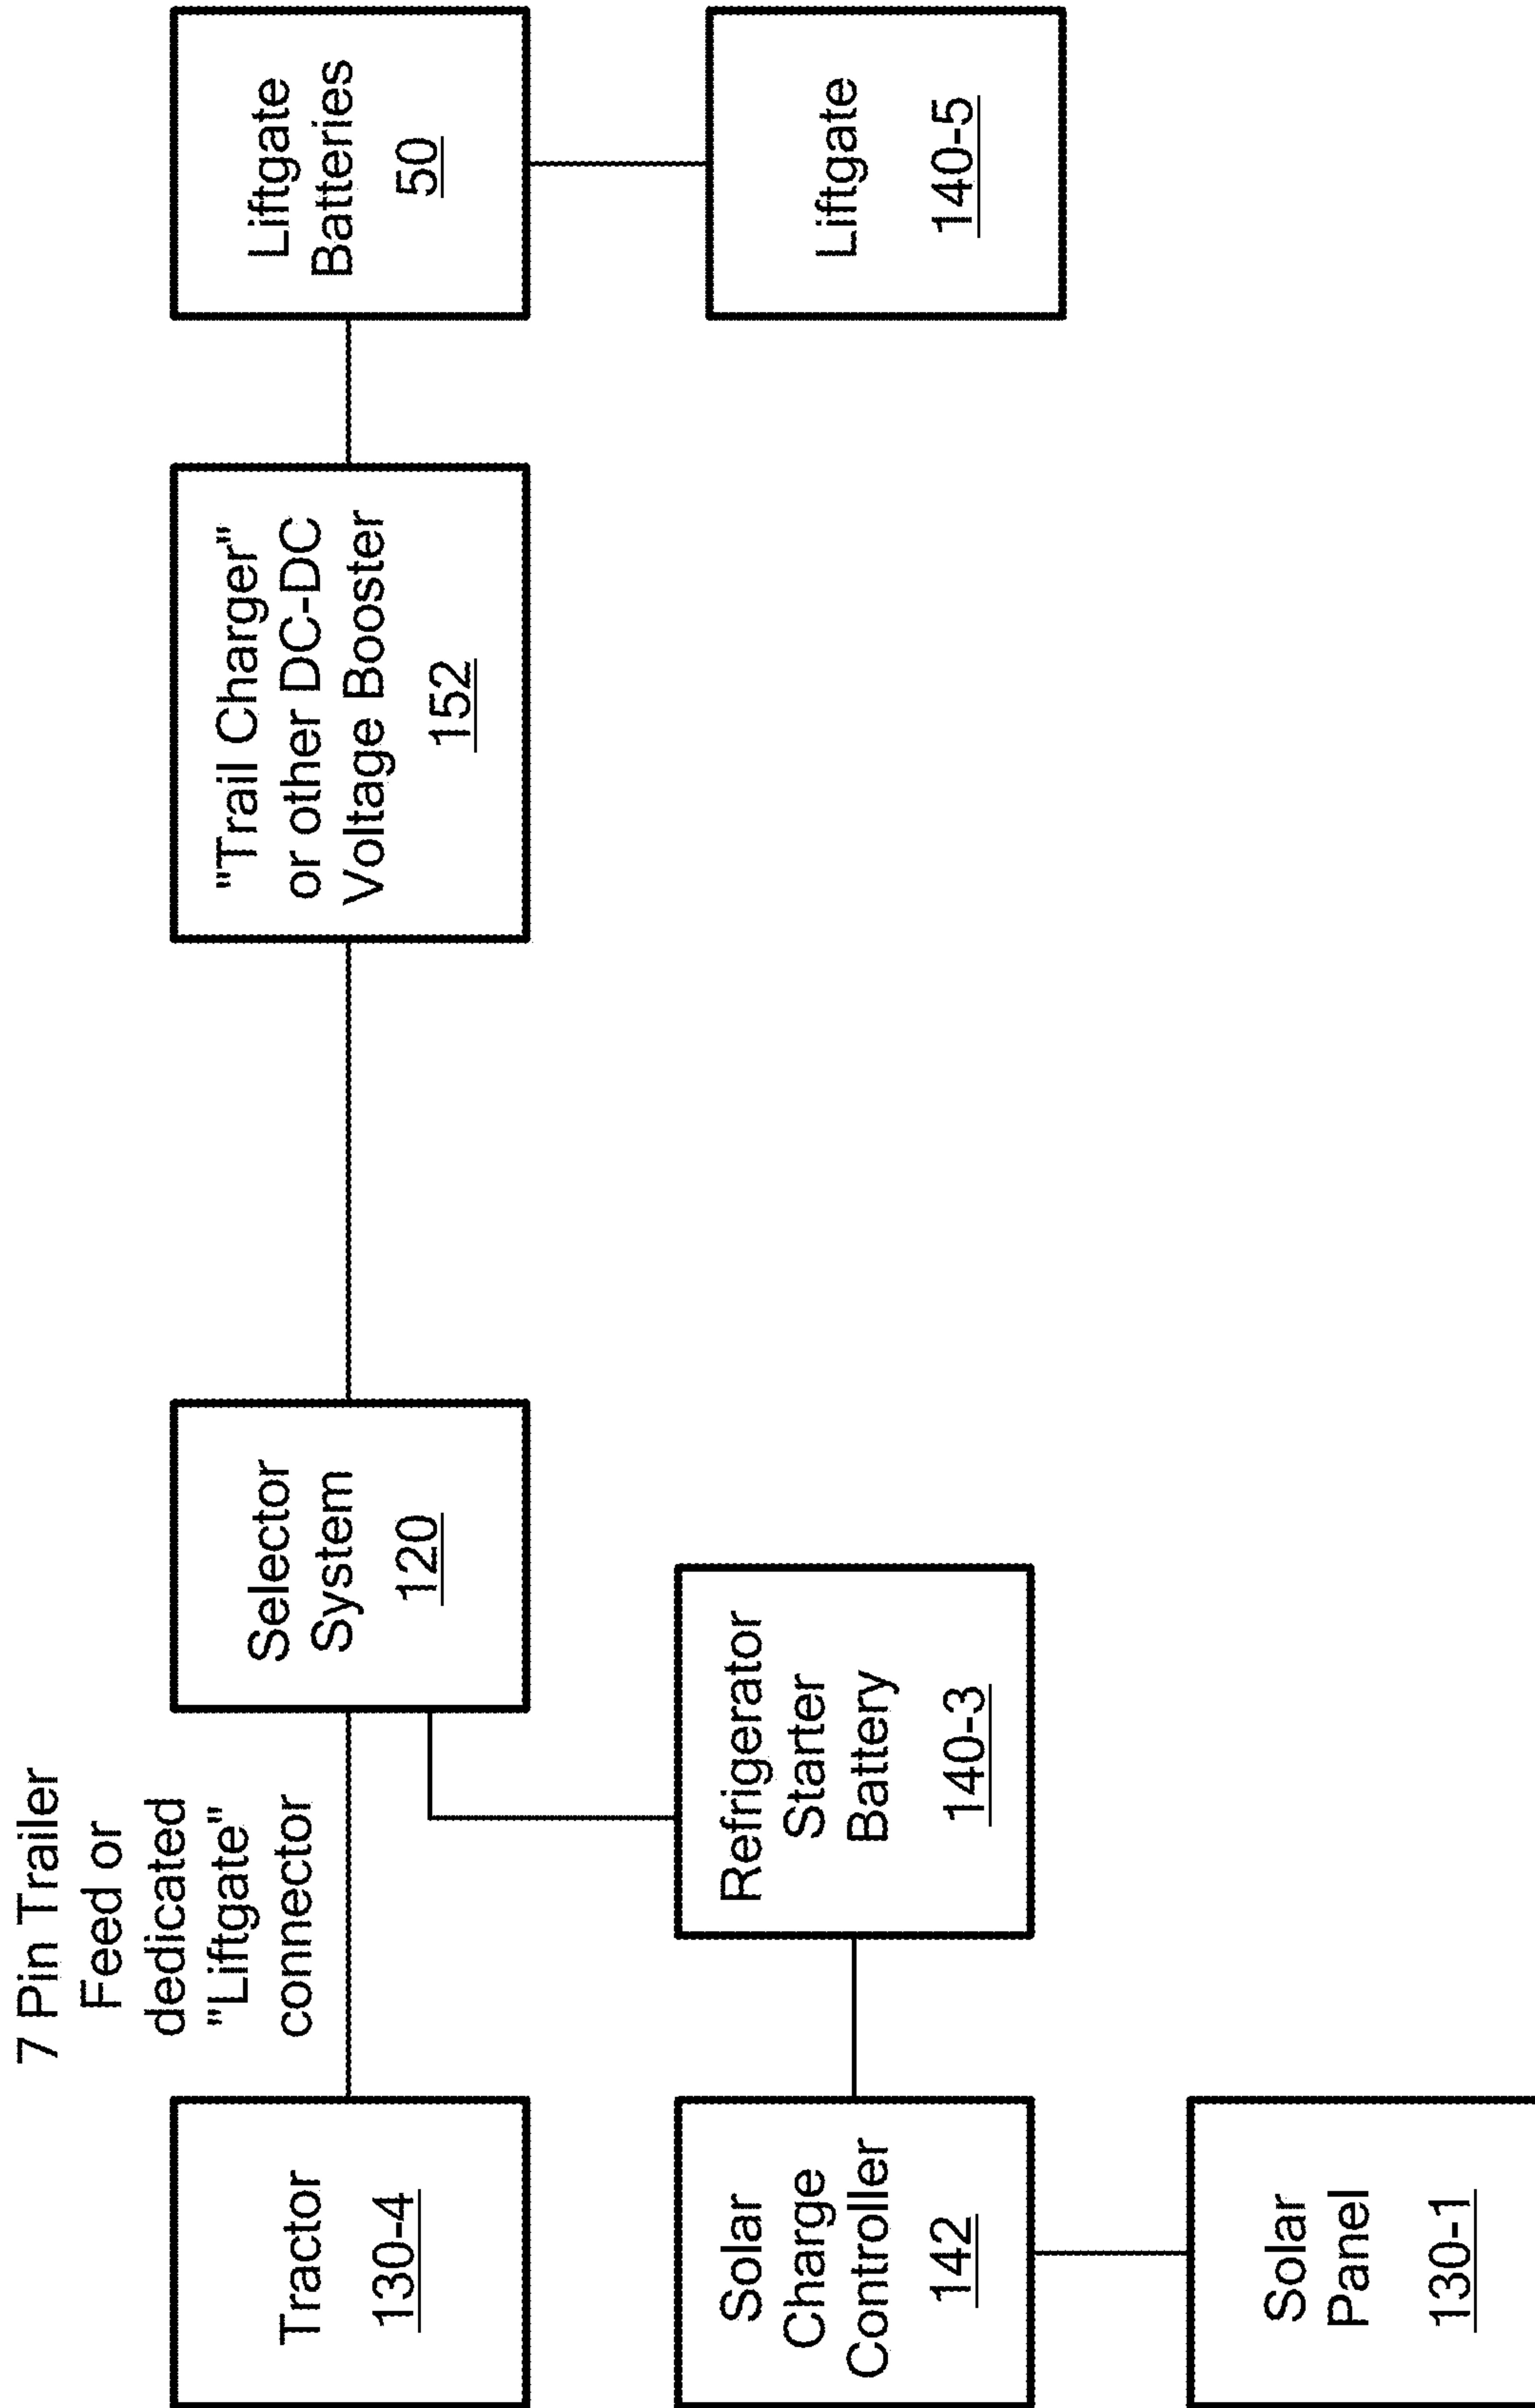 7 Pin Trailer
Feed or
dedicated
"Liftgate"
connector
Tractor
130-4
Selector
System
120
"Trail Charger"
or other DC-DC
Voltage Booster
152
Liftgate
Batteries
50
Solar
Charge
Controller
142
Refrigerator
Starter
Battery
140-3
Liftgate
140-5
Solar
Panel
130-1